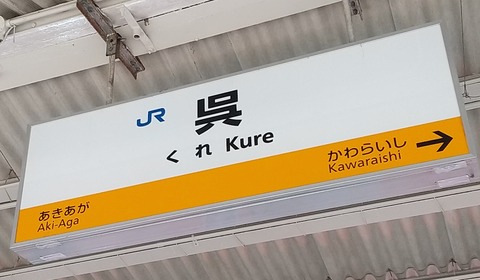 JR 呉
くれ Kure
あきあが
Aki-Aga
かわらいし →
Kawaraishi